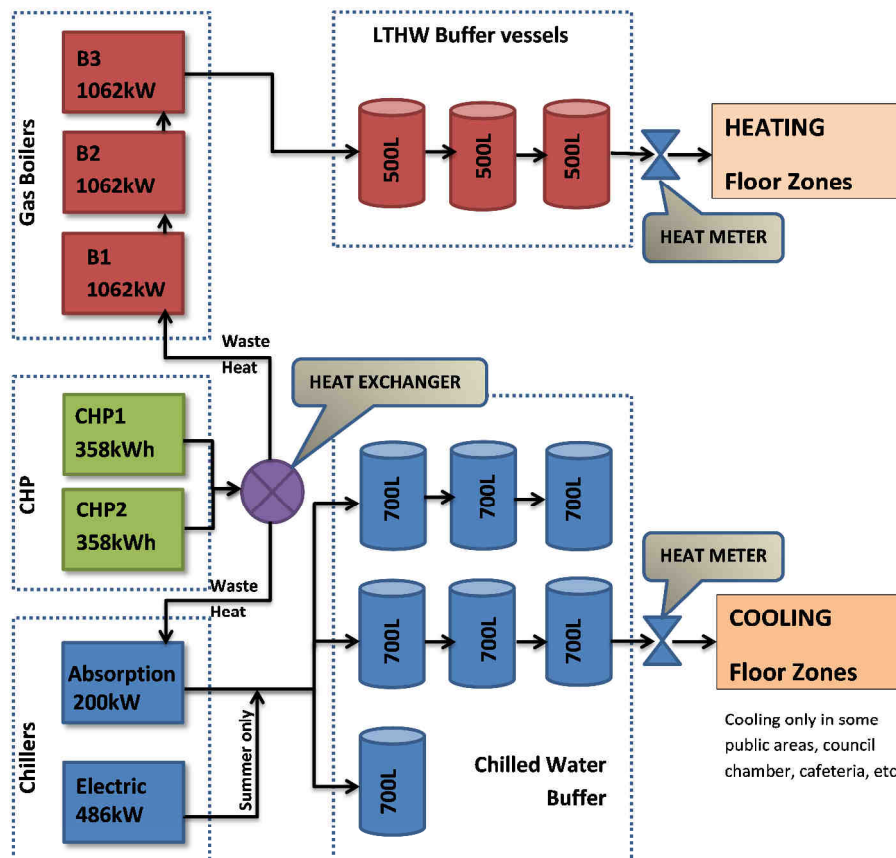 LTHW Buffer vessels
Gas Boilers
B3
1062kW
B2
1062kW
B1
1062kW
500L
500L
500L
HEATING
Floor Zones
HEAT METER
Waste
Heat
HEAT EXCHANGER
CHP
CHP1
358kWh
CHP2
358kWh
Waste
Heat
700L
700L
700L
HEAT METER
700L
700L
700L
COOLING
Floor Zones
Cooling only in some
public areas, council
chamber, cafeteria, etc
Chillers
Absorption
200kW
Summer only
Electric
486kW
700L
Chilled Water
Buffer